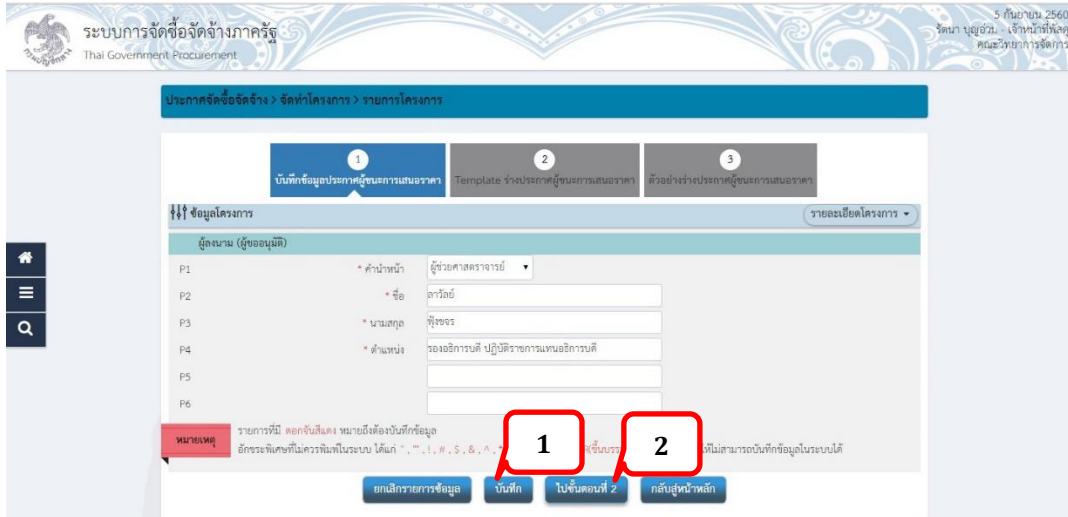 ระบบการจัดซื้อจัดจ้างภาครัฐ
Thai Government Procurement
5 กันยายน 2560
รัตนา บุญอ่วม - เจ้าหน้าที่พัสดุ
คณะวิทยาการจัดการ
ประกาศจัดซื้อจัดจ้าง > จัดทำโครงการ > รายการโครงการ
1
บันทึกข้อมูลประกาศผู้ชนะการเสนอราคา
2
Template ร่างประกาศผู้ชนะการเสนอราคา
3
ตัวอย่างร่างประกาศผู้ชนะการเสนอราคา
ข้อมูลโครงการ
รายละเอียดโครงการ
ผู้ลงนาม (ผู้ขออนุมัติ)
P1 * คำนำหน้า ผู้ช่วยศาสตราจารย์
P2 * ชื่อ ลาวัลย์
P3 * นามสกุล ฟุ้งขจร
P4 * ตำแหน่ง รองอธิการบดี ปฏิบัติราชการแทนอธิการบดี
P5
P6
หมายเหตุ
รายการที่มี ดอกจันสีแดง หมายถึงต้องบันทึกข้อมูล
อักขระพิเศษที่ไม่ควรพิมพ์ในระบบ ได้แก่ ' , "" , ! , # , $ , & , ^ , * (ขึ้นบรร ให้ไม่สามารถบันทึกข้อมูลในระบบได้
1
2
ยกเลิกรายการข้อมูล บันทึก ไปขั้นตอนที่ 2 กลับสู่หน้าหลัก